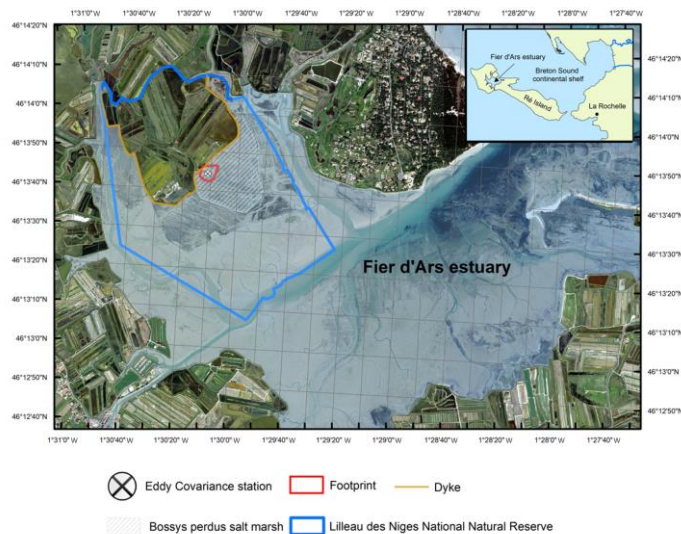 1°31'0" W 1°30'40" W 1°30'20" W 1°30'0" W 1°29'40" W 1°29'20" W 1°29'0" W 1°28'40" W 1°28'20" W 1°28'0" W 1°27'40" W
46°14'20"N
46°14'10"N
46°14'0"N
46°13'50"N
46°13'40"N
46°13'30"N
46°13'20"N
46°13'10"N
46°13'0"N
46°12'50"N
46°12'40"N
Fier d'Ars estuary
Breton Sound
continental shelf
Ré Island
La Rochelle
46°14'20"N
46°14'10"N
46°14'0"N
46°13'50"N
46°13'40"N
46°13'30"N
46°13'20"N
46°13'10"N
46°13'0"N
46°12'50"N
Fier d'Ars estuary
1°31'0" W 1°30'40" W 1°30'20" W 1°30'0" W 1°29'40" W 1°29'20" W 1°29'0" W 1°28'40" W 1°28'20" W 1°28'0" W 1°27'40" W
Eddy Covariance station Footprint Dyke
Bossys perdus salt marsh Lilleau des Niges National Natural Reserve